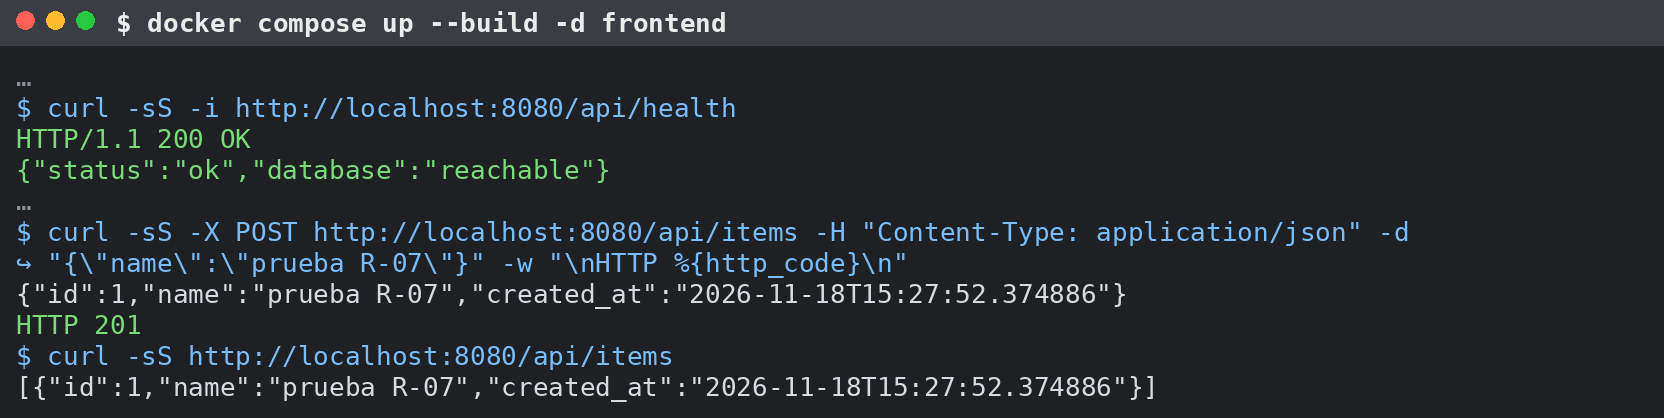 $ docker compose up --build -d frontend
…
$ curl -sS -i http://localhost:8080/api/health
HTTP/1.1 200 OK
{"status":"ok","database":"reachable"}
…
$ curl -sS -X POST http://localhost:8080/api/items -H "Content-Type: application/json" -d
↪ "{\"name\":\"prueba R-07\"}" -w "\nHTTP %{http_code}\n"
{"id":1,"name":"prueba R-07","created_at":"2026-11-18T15:27:52.374886"}
HTTP 201
$ curl -sS http://localhost:8080/api/items
[{"id":1,"name":"prueba R-07","created_at":"2026-11-18T15:27:52.374886"}]